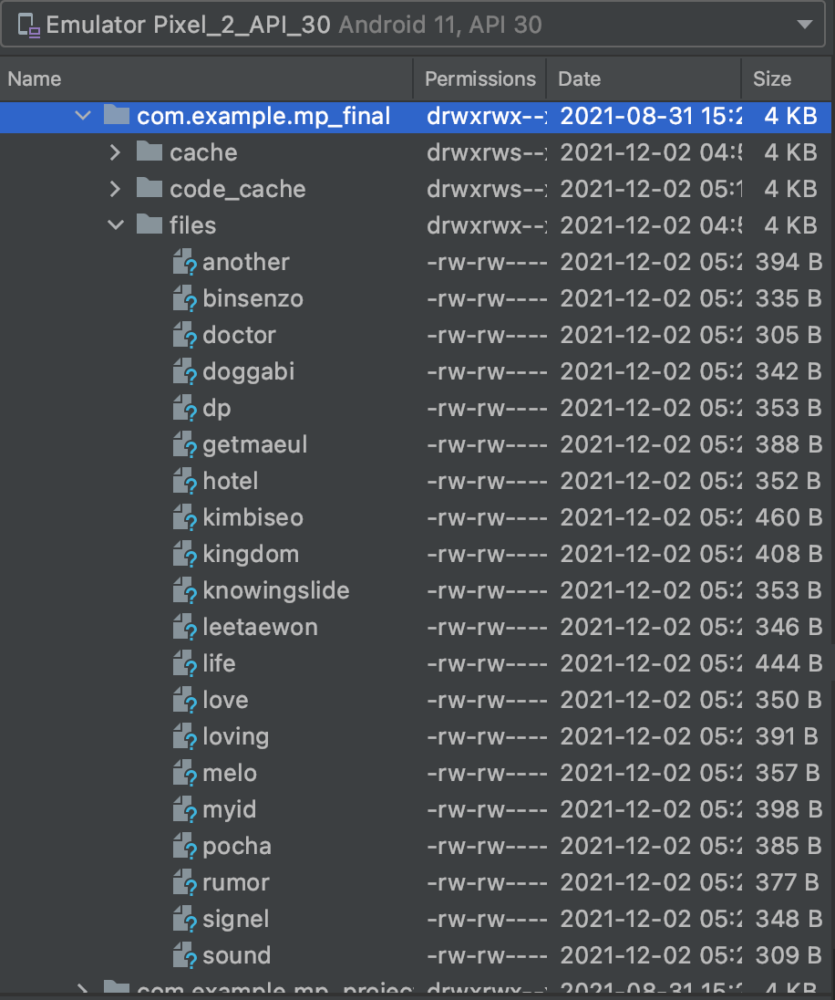 Emulator Pixel_2_API_30 Android 11, API 30
Name Permissions Date Size
com.example.mp_final drwxrwx--x 2021-08-31 15:2 4 KB
cache drwxrws--x 2021-12-02 04:5 4 KB
code_cache drwxrws--x 2021-12-02 05:1 4 KB
files drwxrwx--x 2021-12-02 04:5 4 KB
another -rw-rw---- 2021-12-02 05:2 394 B
binsenzo -rw-rw---- 2021-12-02 05:2 335 B
doctor -rw-rw---- 2021-12-02 05:2 305 B
doggabi -rw-rw---- 2021-12-02 05:2 342 B
dp -rw-rw---- 2021-12-02 05:2 353 B
getmaeul -rw-rw---- 2021-12-02 05:2 388 B
hotel -rw-rw---- 2021-12-02 05:2 352 B
kimbiseo -rw-rw---- 2021-12-02 05:2 460 B
kingdom -rw-rw---- 2021-12-02 05:2 408 B
knowingslide -rw-rw---- 2021-12-02 05:2 353 B
leetaewon -rw-rw---- 2021-12-02 05:2 346 B
life -rw-rw---- 2021-12-02 05:2 444 B
love -rw-rw---- 2021-12-02 05:2 350 B
loving -rw-rw---- 2021-12-02 05:2 391 B
melo -rw-rw---- 2021-12-02 05:2 357 B
myid -rw-rw---- 2021-12-02 05:2 398 B
pocha -rw-rw---- 2021-12-02 05:2 385 B
rumor -rw-rw---- 2021-12-02 05:2 377 B
signel -rw-rw---- 2021-12-02 05:2 348 B
sound -rw-rw---- 2021-12-02 05:2 309 B
com.example.mp_projec drwxrwx--x 2021-08-31 15:2 4 KB